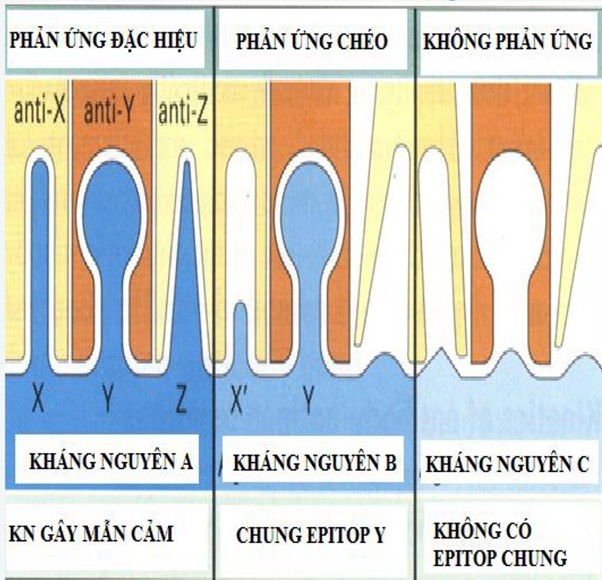 PHẢN ỨNG ĐẶC HIỆU
PHẢN ỨNG CHÉO
KHÔNG PHẢN ỨNG
anti-X
anti-Y
anti-Z
X
Y
Z
X'
Y
KHÁNG NGUYÊN A
KHÁNG NGUYÊN B
KHÁNG NGUYÊN C
KN GÂY MẪN CẢM
CHUNG EPITOP Y
KHÔNG CÓ
EPITOP CHUNG